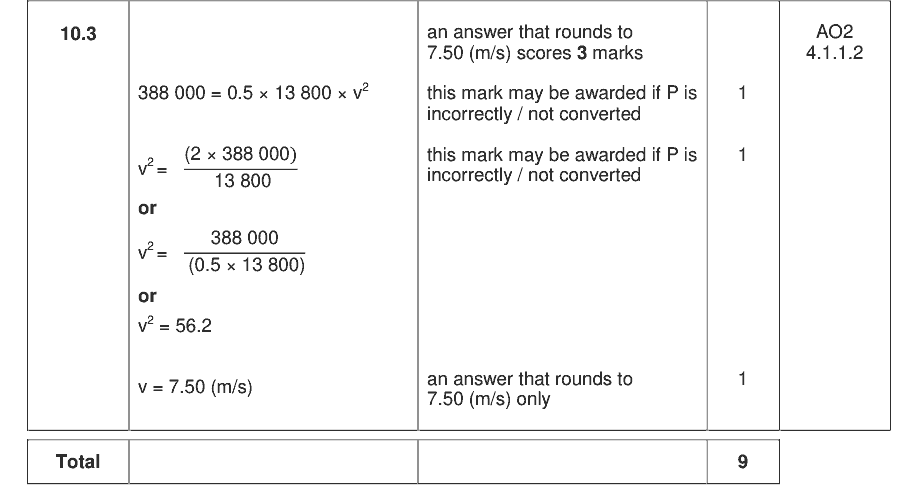 10.3
an answer that rounds to
7.50 (m/s) scores 3 marks
AO2
4.1.1.2
388 000 = 0.5 × 13 800 × v²
this mark may be awarded if P is
incorrectly / not converted
1
v² = (2 × 388 000)
13 800
this mark may be awarded if P is
incorrectly / not converted
1
or
v² = 388 000
(0.5 × 13 800)
or
v² = 56.2
v = 7.50 (m/s)
an answer that rounds to
7.50 (m/s) only
1
Total
9